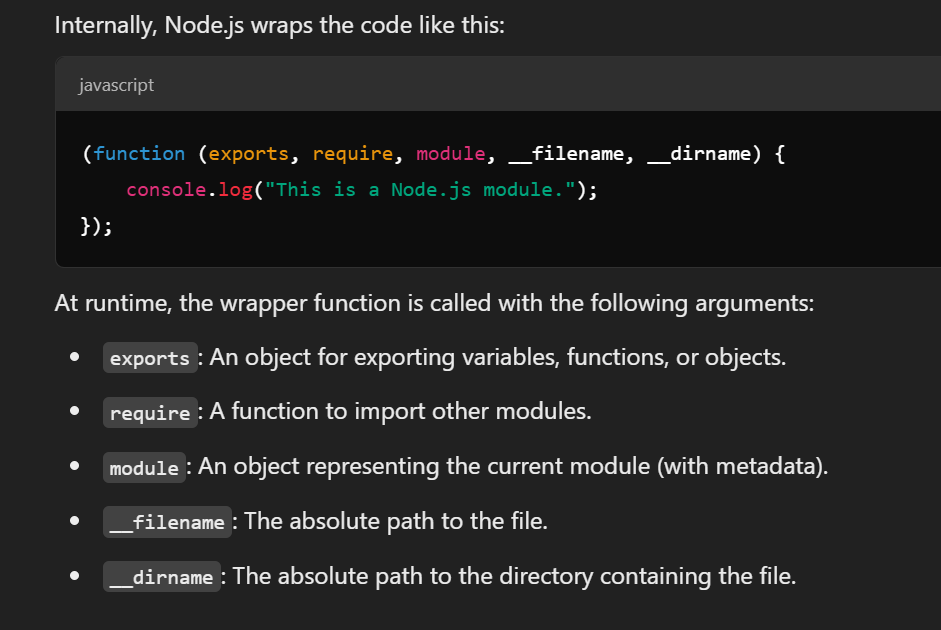 Internally, Node.js wraps the code like this:
javascript
(function (exports, require, module, __filename, __dirname) {
    console.log("This is a Node.js module.");
});
At runtime, the wrapper function is called with the following arguments:
• exports: An object for exporting variables, functions, or objects.
• require: A function to import other modules.
• module: An object representing the current module (with metadata).
• __filename: The absolute path to the file.
• __dirname: The absolute path to the directory containing the file.